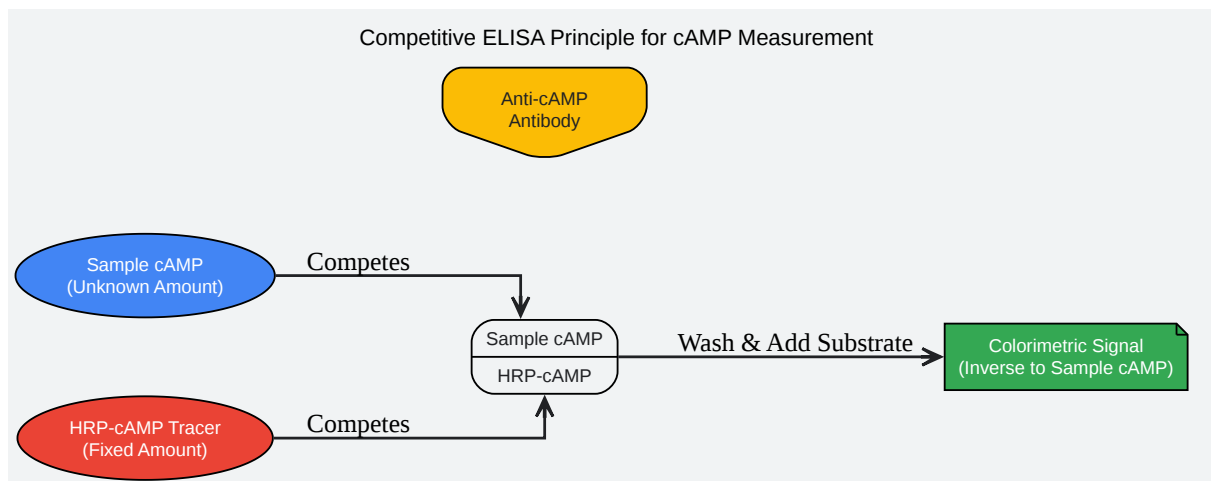 Competitive ELISA Principle for cAMP Measurement
Anti-cAMP
Antibody
Sample cAMP
(Unknown Amount)
Competes
Sample cAMP
HRP-cAMP
Wash & Add Substrate
Colorimetric Signal
(Inverse to Sample cAMP)
HRP-cAMP Tracer
(Fixed Amount)
Competes